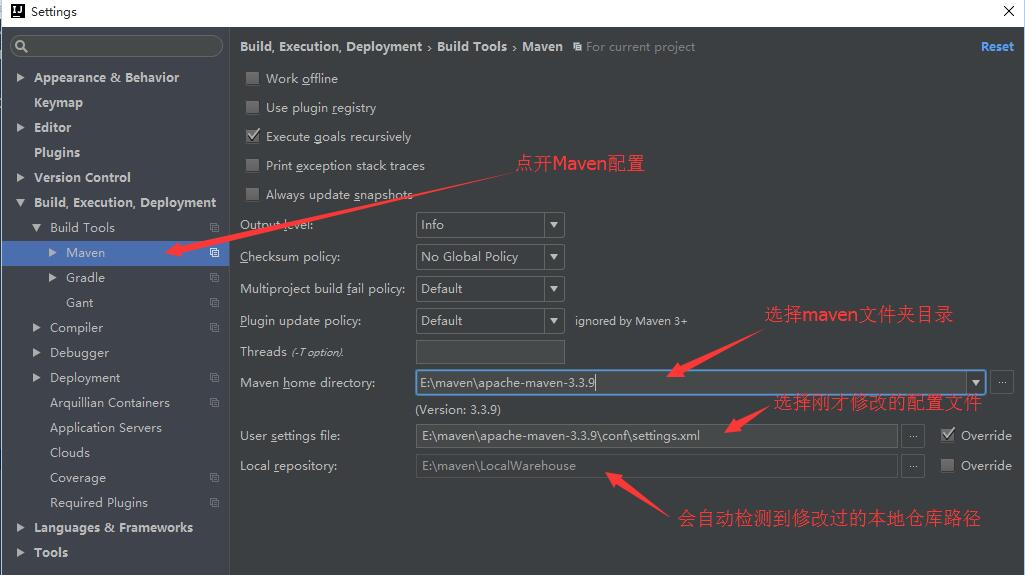 Settings
Build, Execution, Deployment › Build Tools › Maven For current project Reset
Appearance & Behavior
Keymap
Editor
Plugins
Version Control
Build, Execution, Deployment
Build Tools
Maven
Gradle
Gant
Compiler
Debugger
Deployment
Arquillian Containers
Application Servers
Clouds
Coverage
Required Plugins
Languages & Frameworks
Tools
Work offline
Use plugin registry
Execute goals recursively
Print exception stack traces
点开Maven配置
Always update snapshots
Output level: Info
Checksum policy: No Global Policy
Multiproject build fail policy: Default
Plugin update policy: Default ignored by Maven 3+
选择maven文件夹目录
Threads (-T option).
Maven home directory: E:\maven\apache-maven-3.3.9 ...
(Version: 3.3.9)
选择刚才修改的配置文件
User settings file: E:\maven\apache-maven-3.3.9\conf\settings.xml ... Override
Local repository: E:\maven\LocalWarehouse ... Override
会自动检测到修改过的本地仓库路径